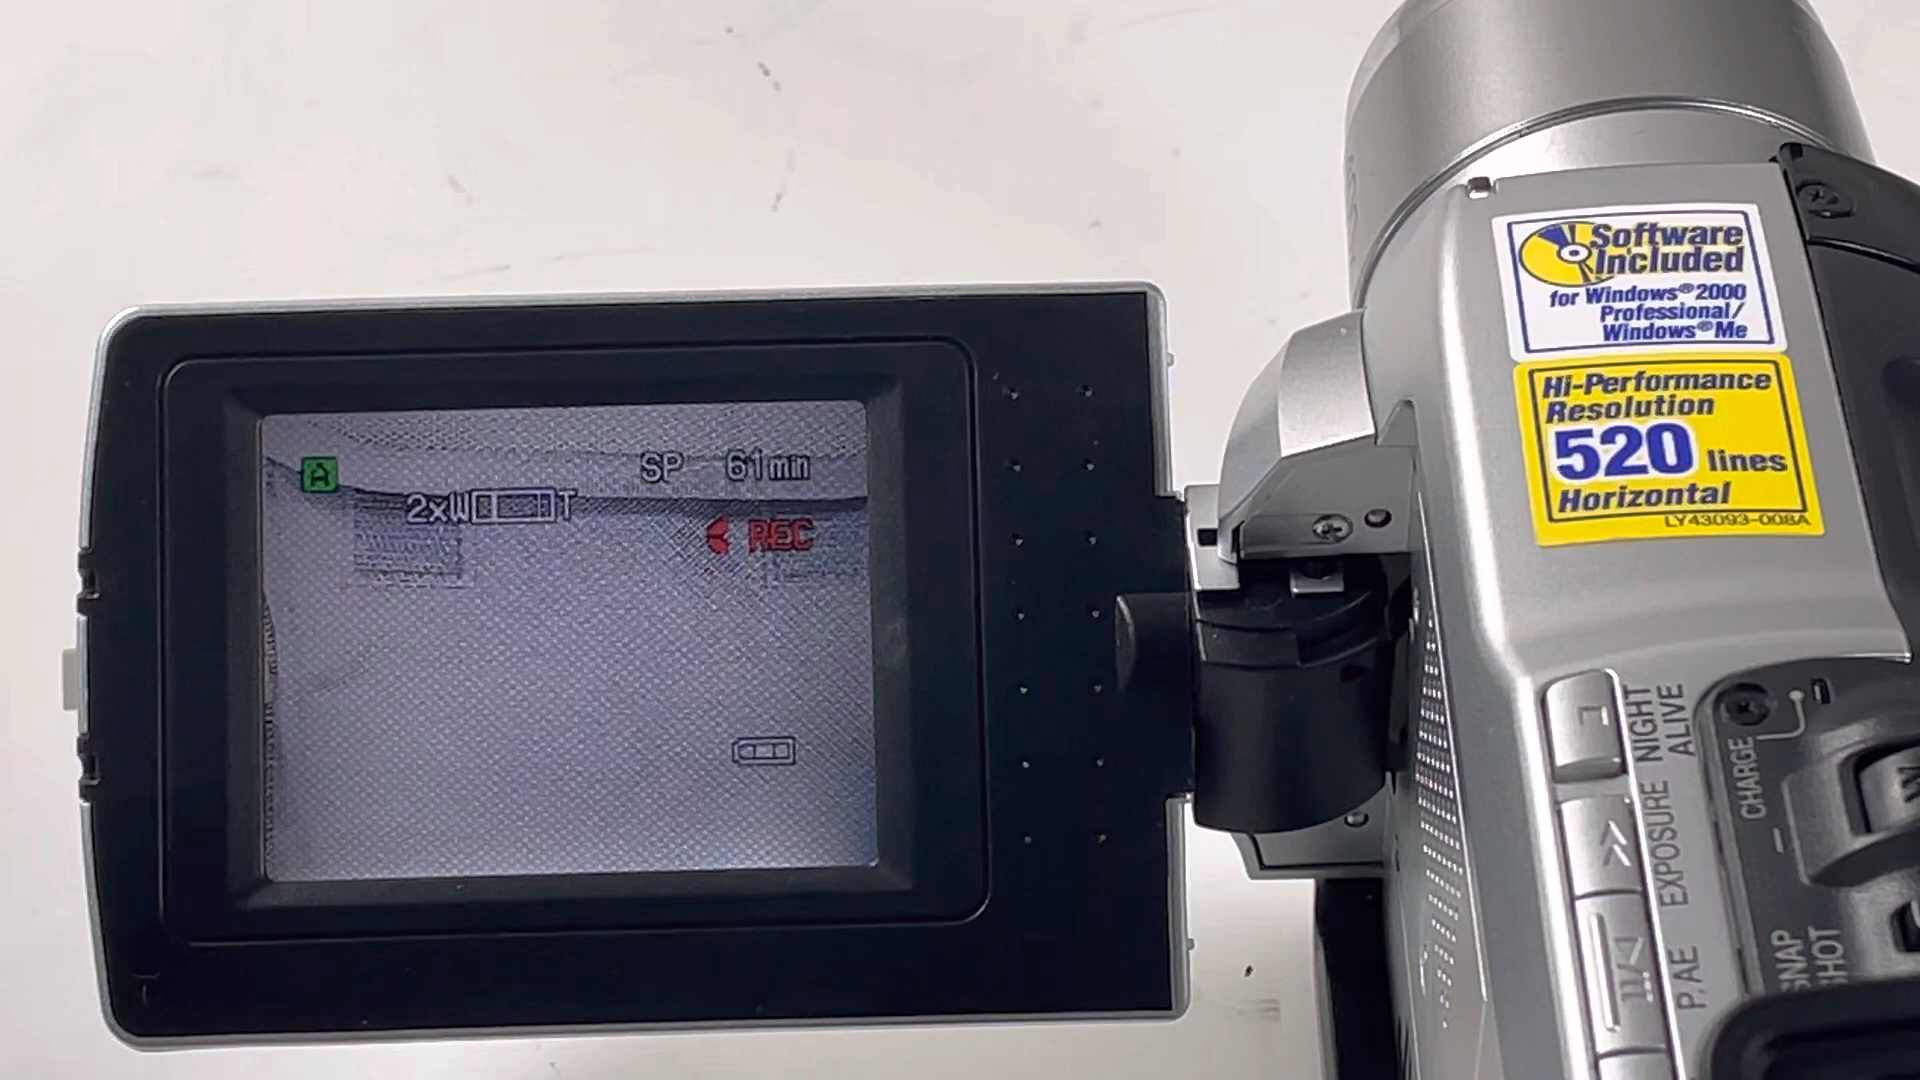 A
SP 61min
2xW T
REC
Software
Included
for Windows®2000
Professional/
Windows®Me
Hi-Performance
Resolution
520 lines
Horizontal
LY43093-008A
NIGHT
ALIVE
EXPOSURE
P.AE
CHARGE
SNAP
SHOT